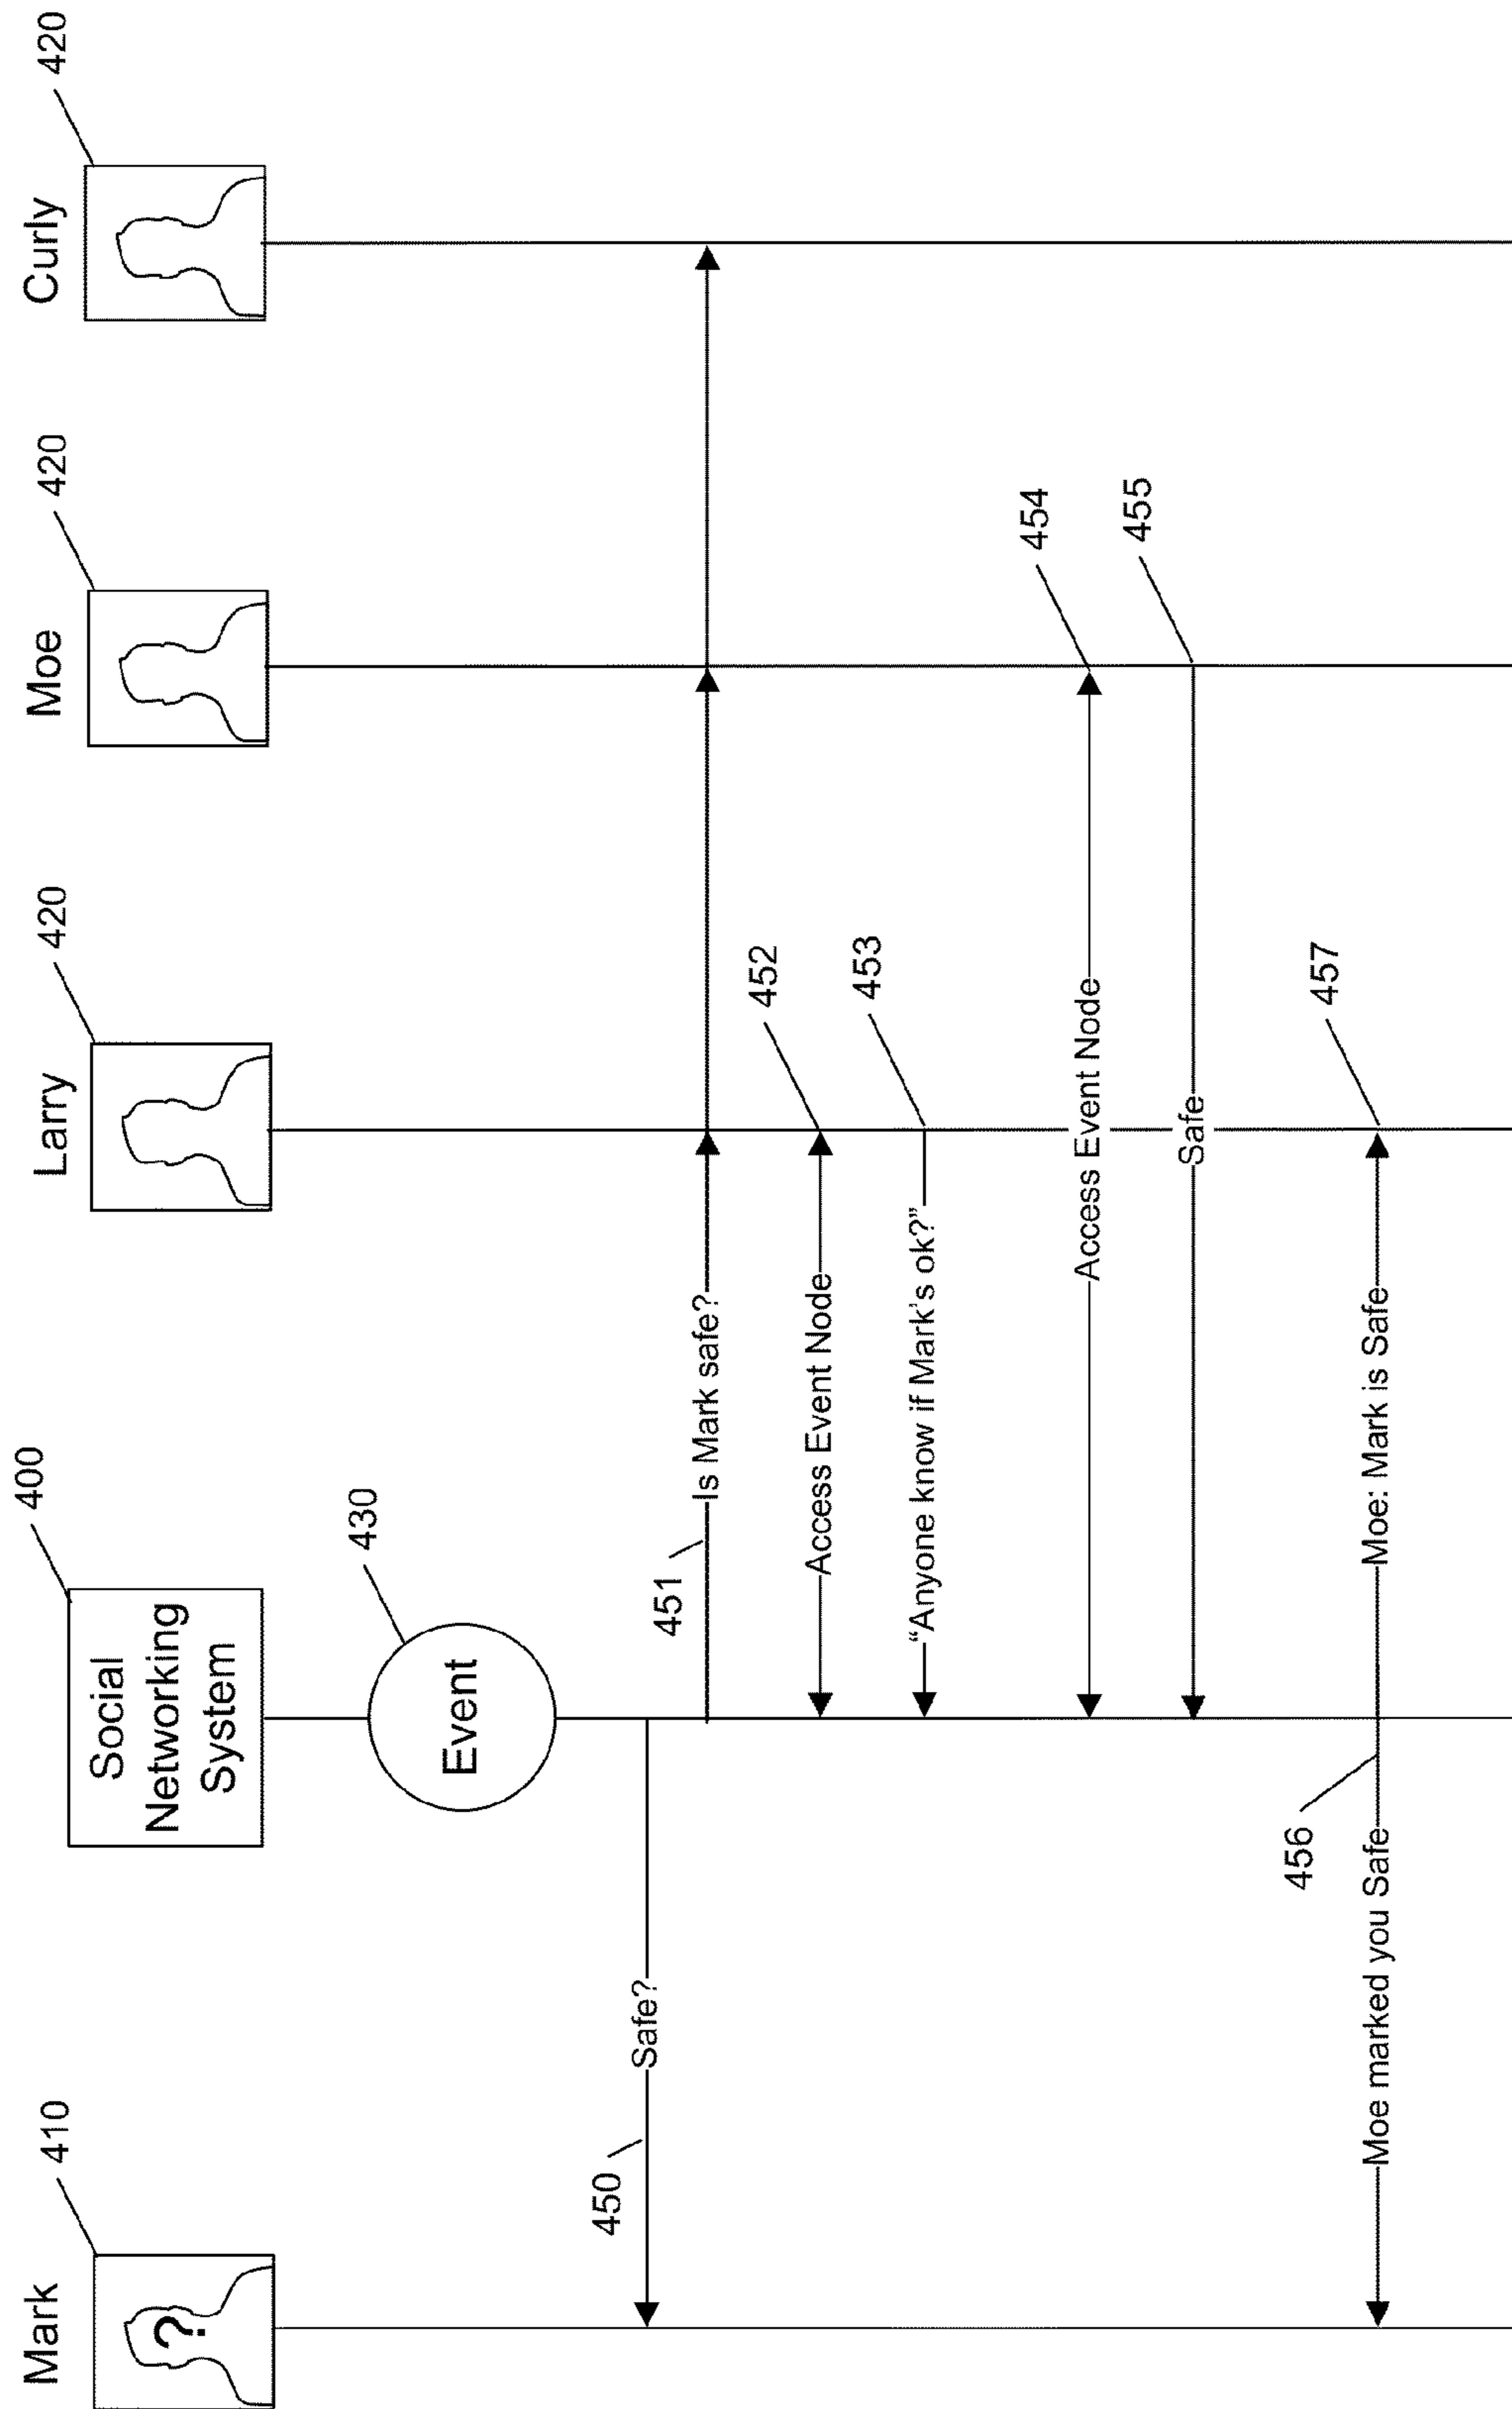 Mark
410
Social
Networking
System
400
Larry
420
Moe
420
Curly
420
Event
430
450
Safe?
451
Is Mark safe?
Access Event Node
452
“Anyone know if Mark’s ok?”
453
Access Event Node
454
Safe
455
Moe marked you Safe
456
Moe: Mark is Safe
457